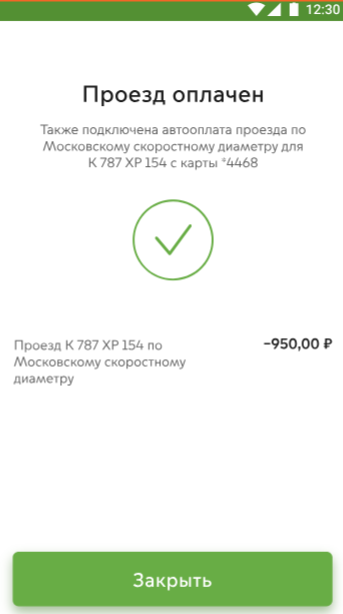 12:30
Проезд оплачен
Также подключена автооплата проезда по
Московскому скоростному диаметру для
К 787 ХР 154 с карты *4468
Проезд К 787 ХР 154 по
Московскому скоростному
диаметру
-950,00 ₽
Закрыть